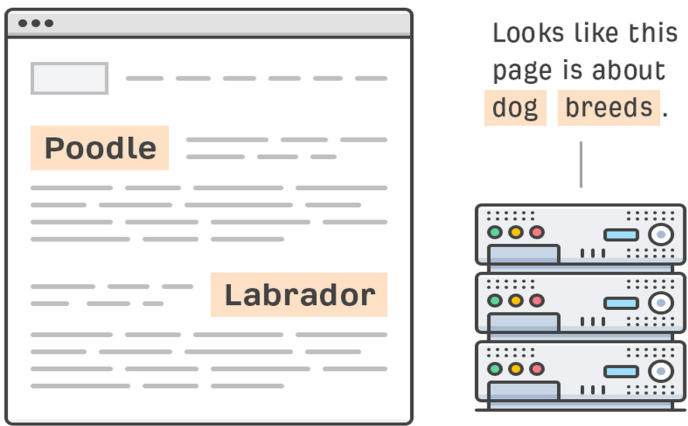 Poodle
Labrador
Looks like this
page is about
dog breeds.